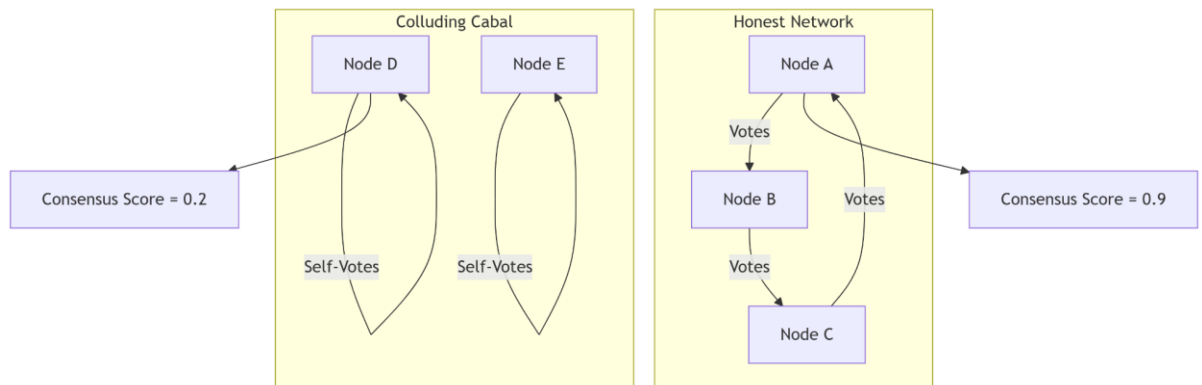 Colluding Cabal
Node D
Node E
Consensus Score = 0.2
Self-Votes
Self-Votes
Honest Network
Node A
Votes
Node B
Votes
Votes
Node C
Consensus Score = 0.9